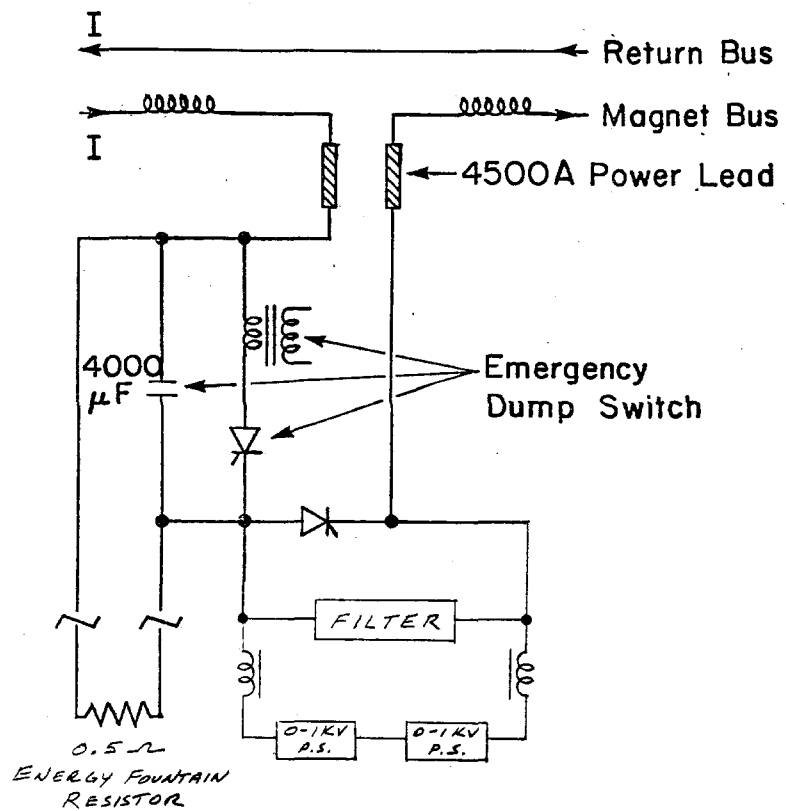 I
Return Bus
Magnet Bus
I
4500A Power Lead
4000
μF
Emergency
Dump Switch
FILTER
0-1KV
P.S.
0-1KV
P.S.
0.5 Ω
ENERGY FOUNTAIN
RESISTOR